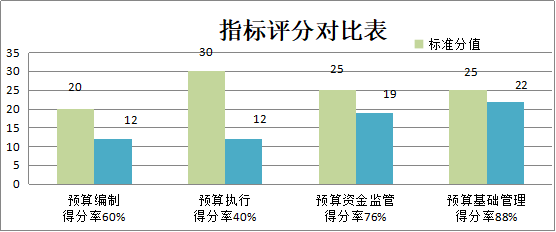 指标评分对比表
标准分值
35
30
25
20
15
10
5
0
20
12
30
12
25
19
25
22
预算编制
得分率60%
预算执行
得分率40%
预算资金监管
得分率76%
预算基础管理
得分率88%